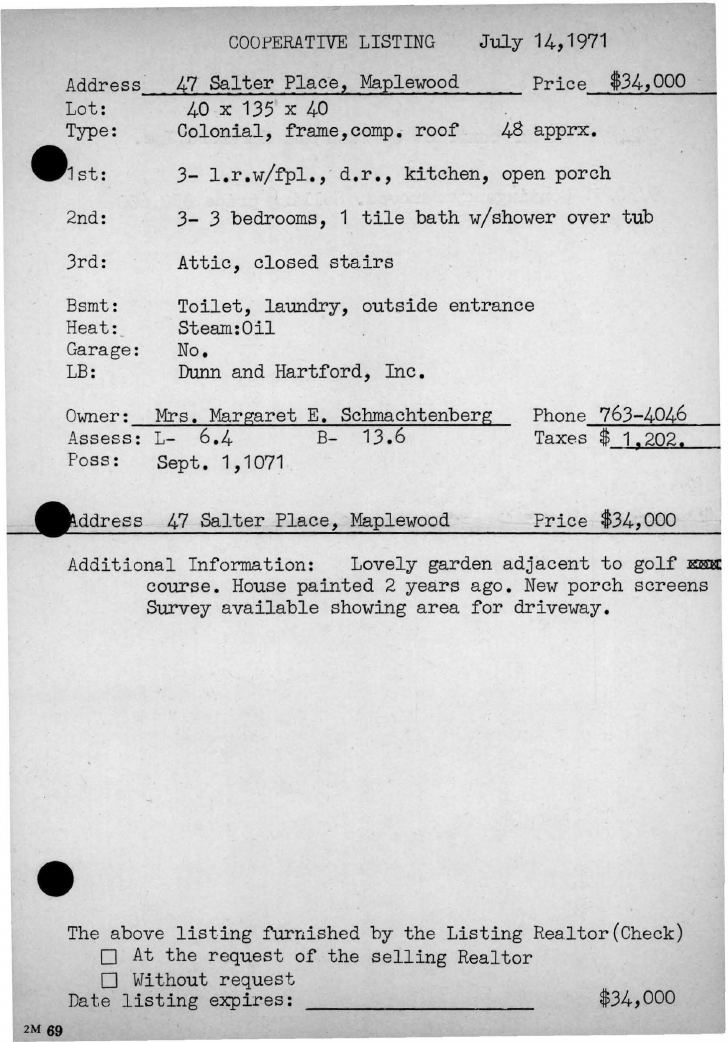 COOPERATIVE LISTING July 14,1971
Address 47 Salter Place, Maplewood Price $34,000
Lot: 40 x 135 x 40
Type: Colonial, frame,comp. roof 48 apprx.
1st: 3- l.r.w/fpl., d.r., kitchen, open porch
2nd: 3- 3 bedrooms, 1 tile bath w/shower over tub
3rd: Attic, closed stairs
Bsmt: Toilet, laundry, outside entrance
Heat: Steam:Oil
Garage: No.
LB: Dunn and Hartford, Inc.
Owner: Mrs. Margaret E. Schmachtenberg Phone 763-4046
Assess: L- 6.4 B- 13.6 Taxes $ 1,202.
Poss: Sept. 1,1071
Address 47 Salter Place, Maplewood Price $34,000
Additional Information: Lovely garden adjacent to golf
course. House painted 2 years ago. New porch screens
Survey available showing area for driveway.
The above listing furnished by the Listing Realtor(Check)
☐ At the request of the selling Realtor
☐ Without request
Date listing expires: $34,000
2M 69